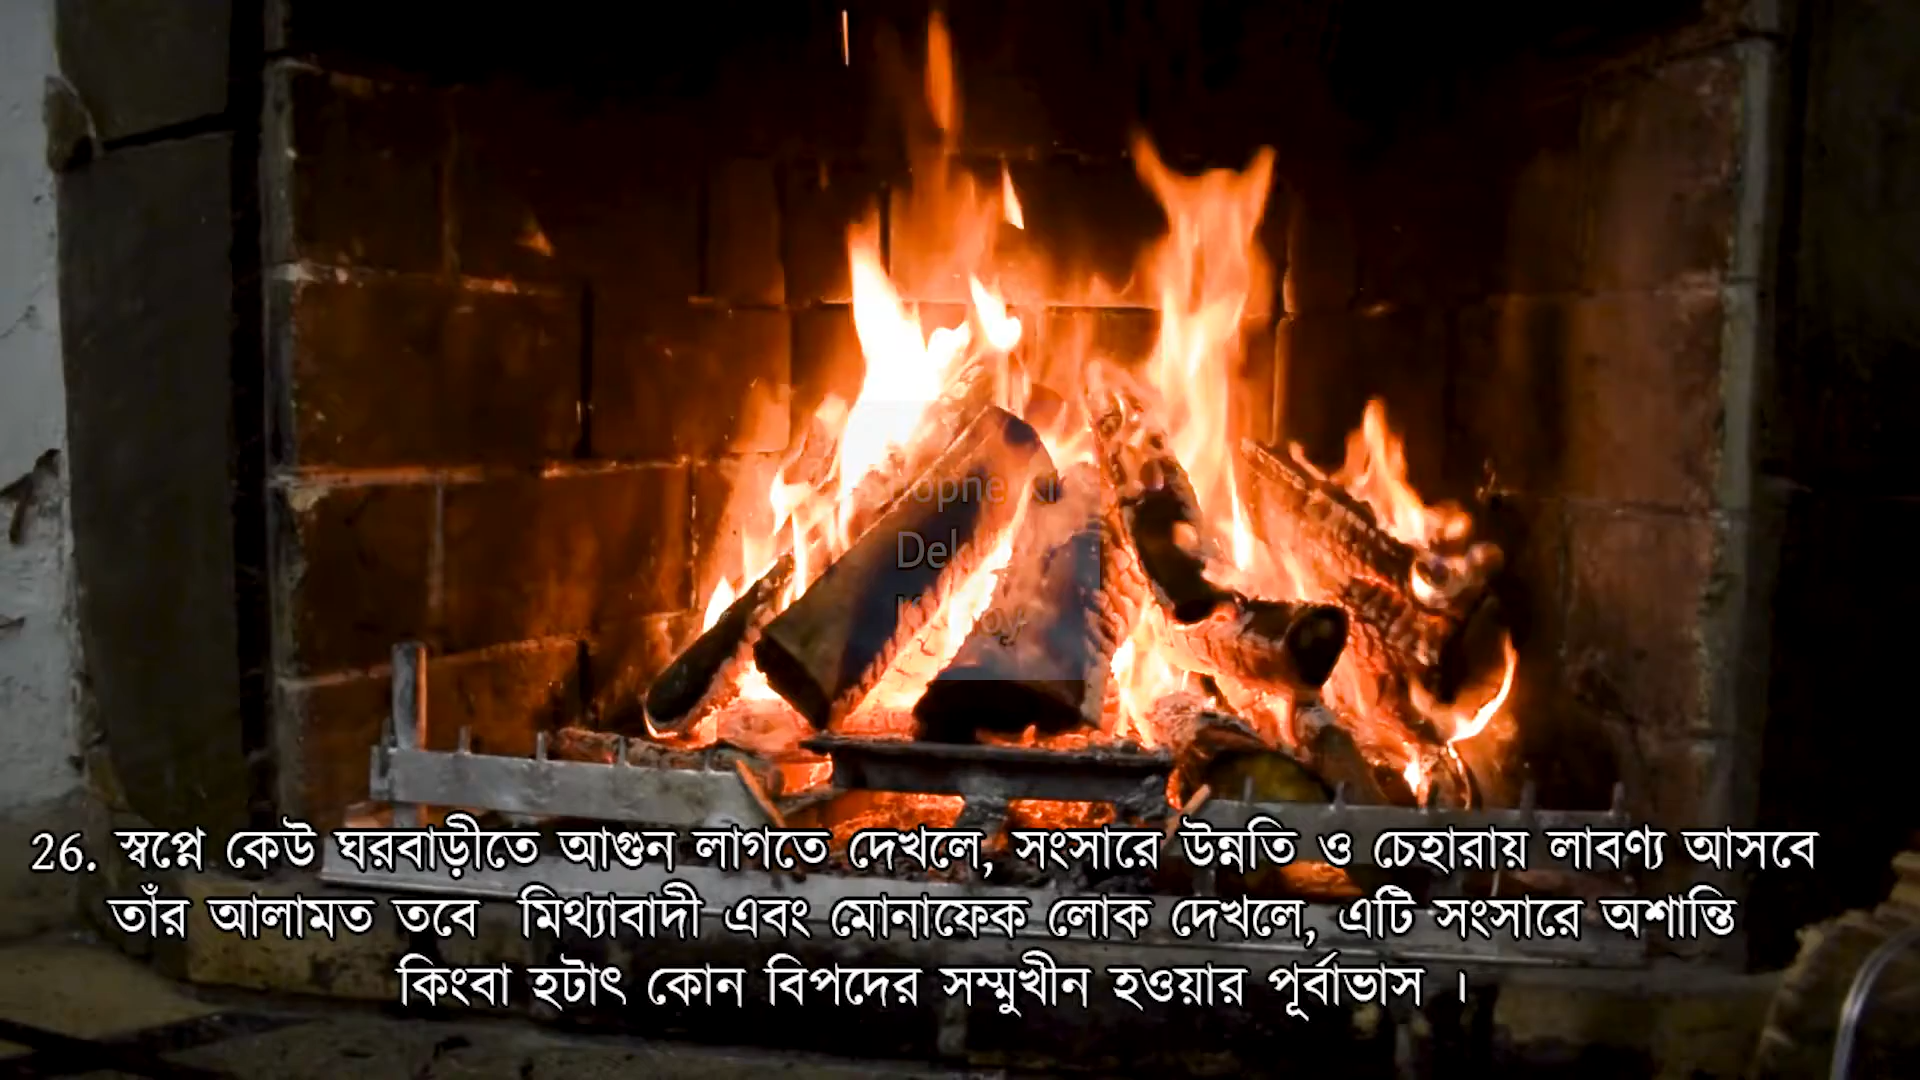 Dek
26. স্বপ্নে কেউ ঘরবাড়ীতে আগুন লাগতে দেখলে, সংসারে উন্নতি ও চেহারায় লাবণ্য আসবে
তাঁর আলামত তবে মিথ্যাবাদী এবং মোনাফেক লোক দেখলে, এটি সংসারে অশান্তি
কিংবা হটাৎ কোন বিপদের সম্মুখীন হওয়ার পূর্বাভাস ।